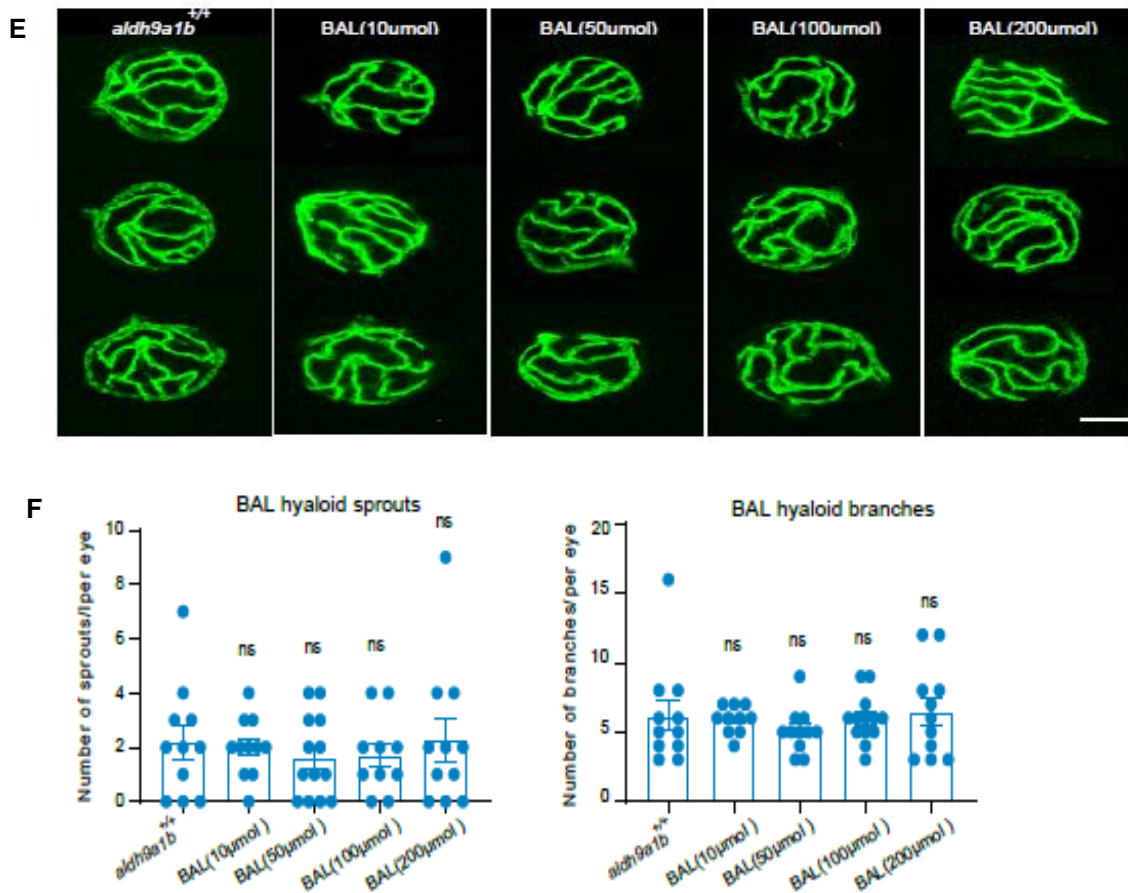 E
aldh9a1b+/+ BAL(10umol) BAL(50umol) BAL(100umol) BAL(200umol)
F
BAL hyaloid sprouts
Number of sprouts/lper eye
10
8
6
4
2
0
ns
ns
ns
ns
aldh9a1b+/+ BAL(10μmol ) BAL(50μmol ) BAL(100μmol ) BAL(200μmol )
BAL hyaloid branches
Number of branches/per eye
20
15
10
5
0
ns
ns
ns
ns
aldh9a1b+/+ BAL(10μmol ) BAL(50μmol ) BAL(100μmol ) BAL(200μmol )